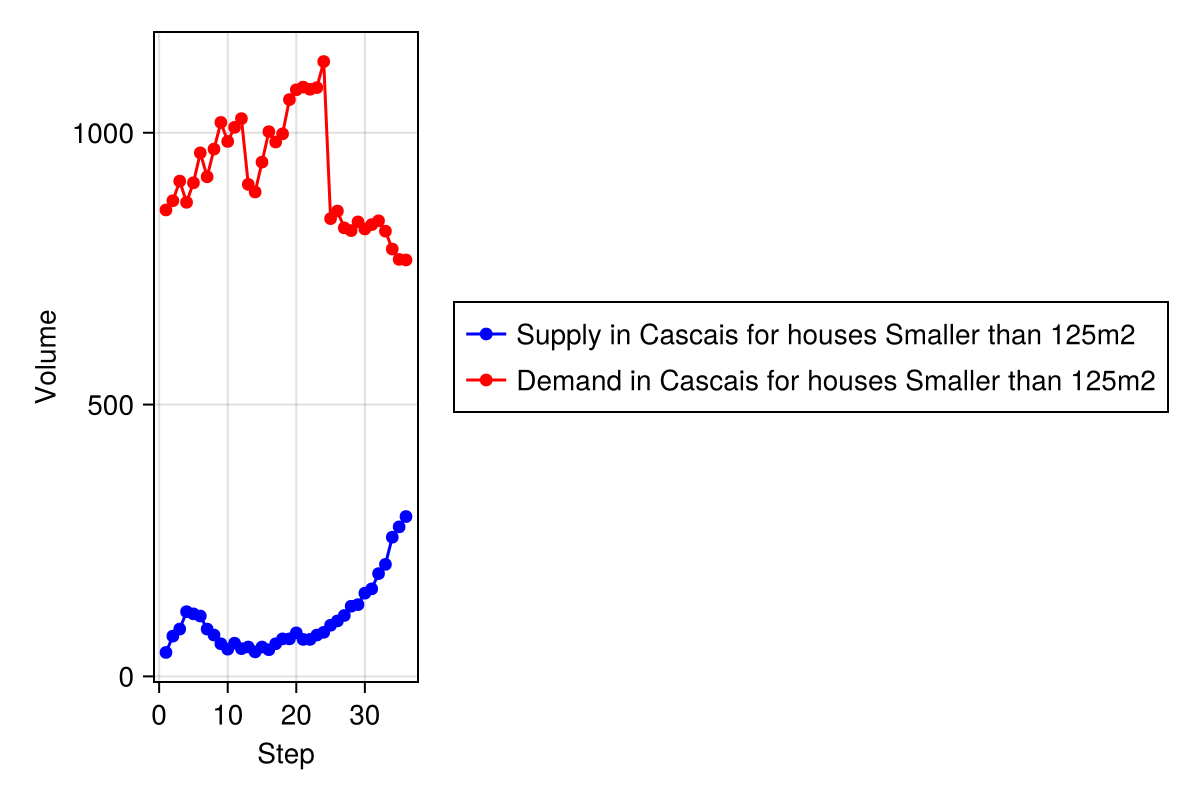 Volume
1000
500
0
0 10 20 30
Step
Supply in Cascais for houses Smaller than 125m2
Demand in Cascais for houses Smaller than 125m2